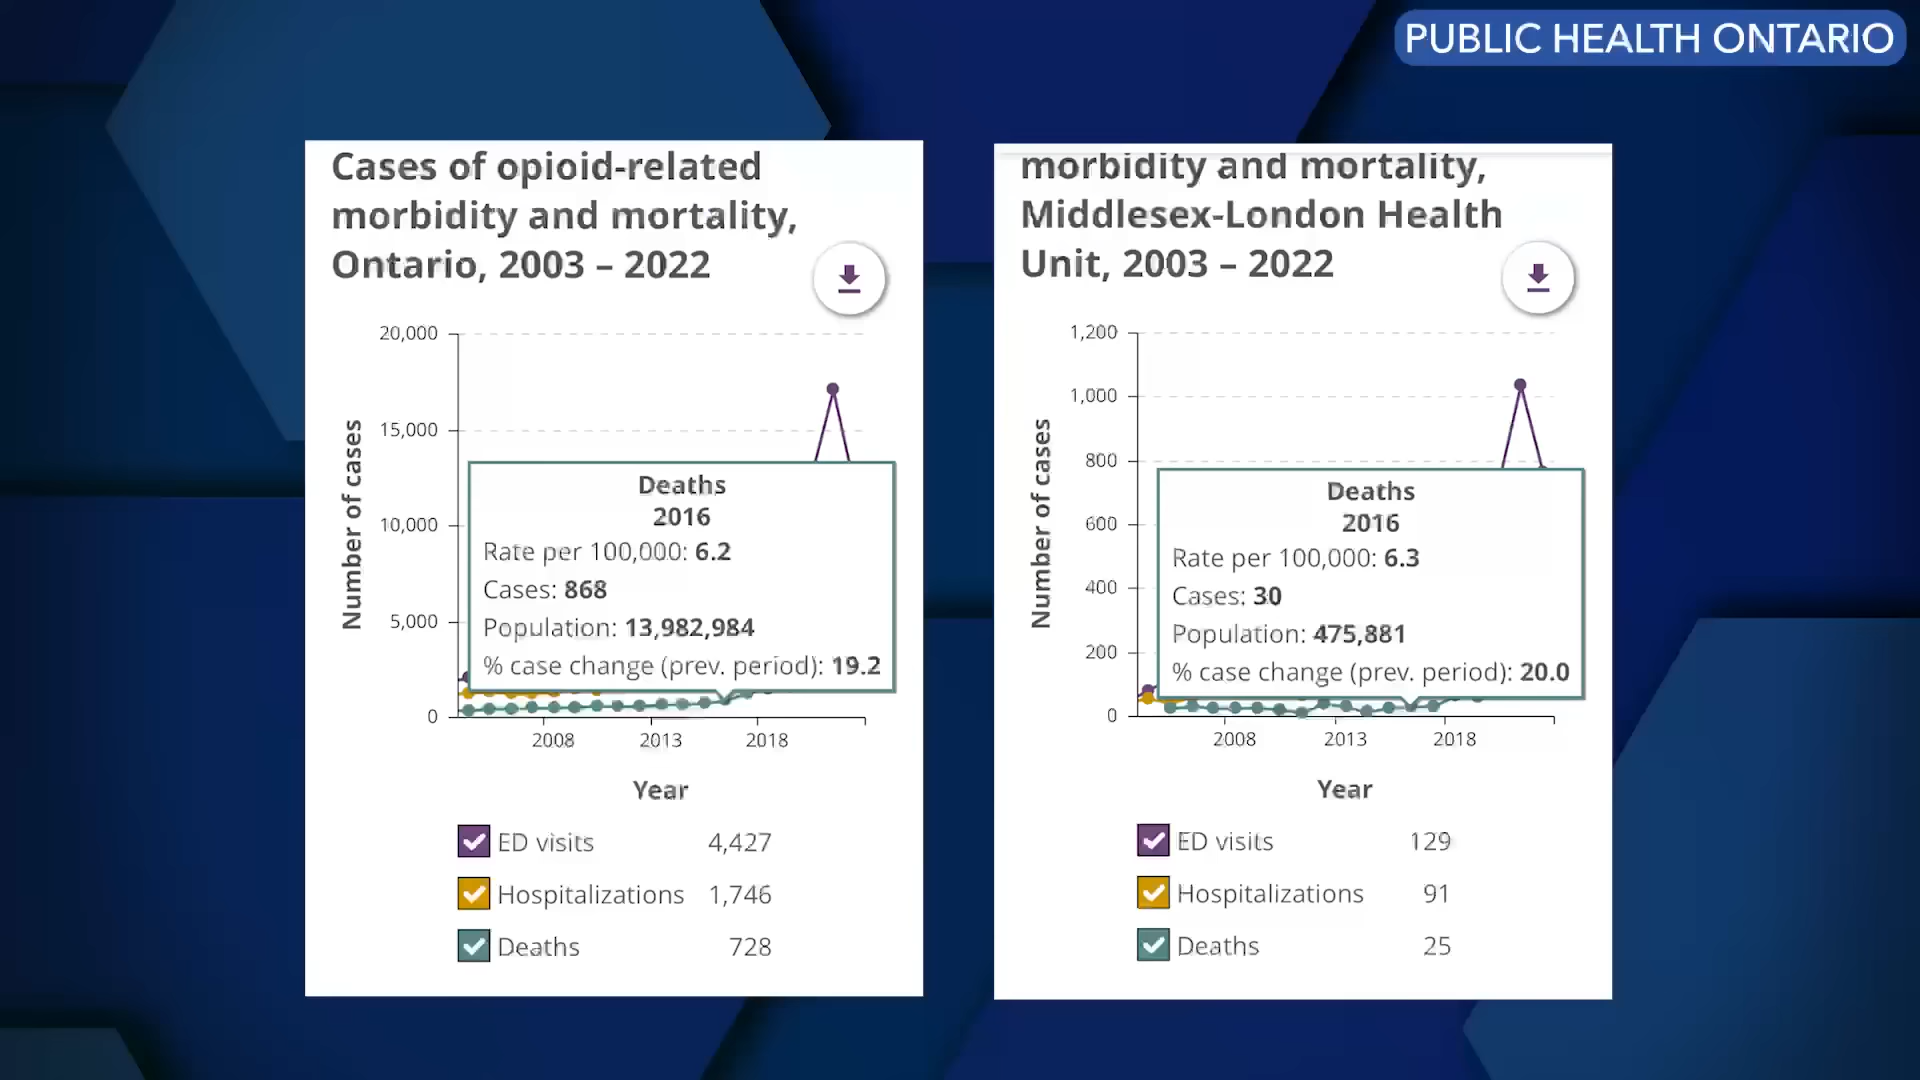 PUBLIC HEALTH ONTARIO
Cases of opioid-related
morbidity and mortality,
Ontario, 2003 – 2022
Number of cases
20,000
15,000
10,000
5,000
0
Deaths
2016
Rate per 100,000: 6.2
Cases: 868
Population: 13,982,984
% case change (prev. period): 19.2
2008 2013 2018
Year
ED visits 4,427
Hospitalizations 1,746
Deaths 728
morbidity and mortality,
Middlesex-London Health
Unit, 2003 – 2022
Number of cases
1,200
1,000
800
600
400
200
0
Deaths
2016
Rate per 100,000: 6.3
Cases: 30
Population: 475,881
% case change (prev. period): 20.0
2008 2013 2018
Year
ED visits 129
Hospitalizations 91
Deaths 25